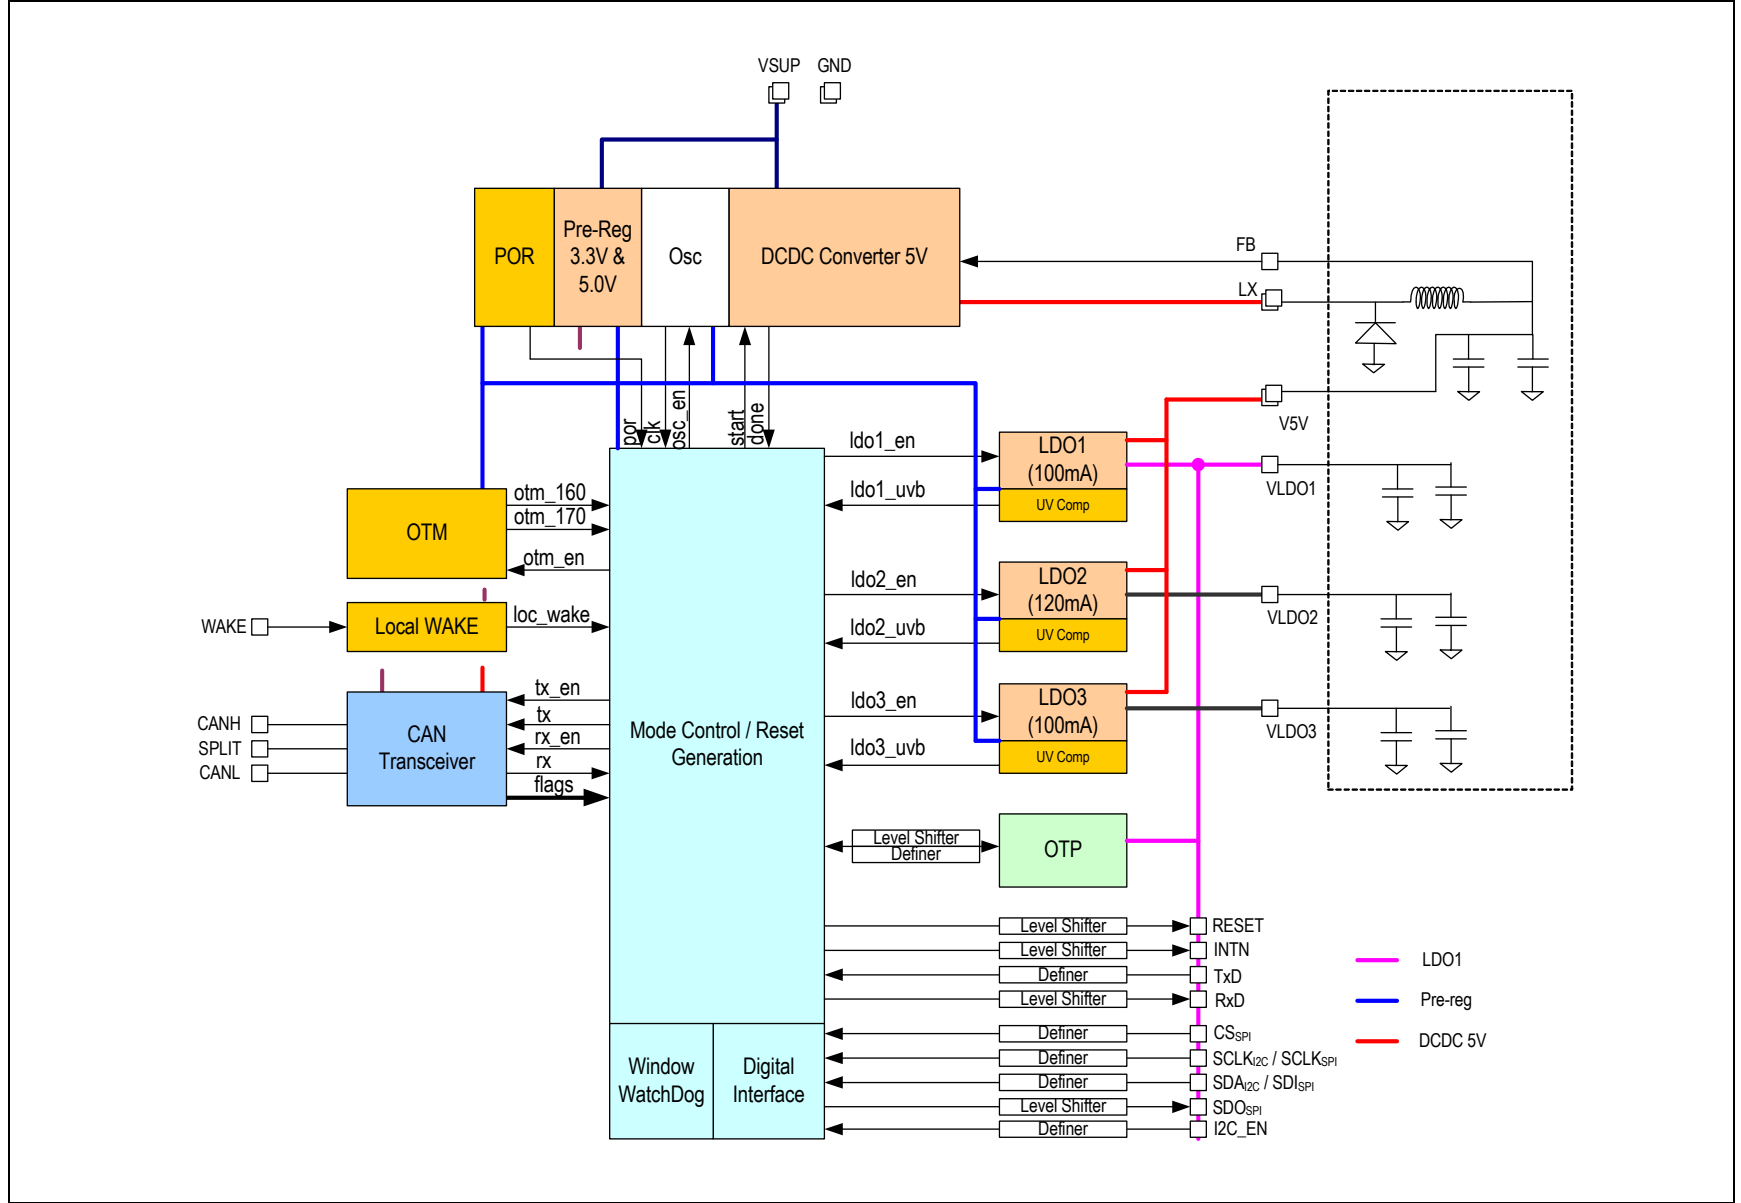 VSUP GND
POR
Pre-Reg
3.3V &
5.0V
Osc
DCDC Converter 5V
FB
LX
V5V
por
clk
osc_en
start
done
ldo1_en
ldo1_uvb
LDO1
(100mA)
UV Comp
VLDO1
OTM
otm_160
otm_170
otm_en
ldo2_en
ldo2_uvb
LDO2
(120mA)
UV Comp
VLDO2
WAKE
Local WAKE
loc_wake
ldo3_en
ldo3_uvb
LDO3
(100mA)
UV Comp
VLDO3
CANH
SPLIT
CANL
CAN
Transceiver
tx_en
tx
rx_en
rx
flags
Mode Control / Reset
Generation
Level Shifter
Definer
OTP
Level Shifter RESET
Level Shifter INTN
Definer TxD
Level Shifter RxD
Definer CSSPI
Definer SCLKI2C / SCLKSPI
Definer SDAI2C / SDISPI
Level Shifter SDOSPI
Definer I2C_EN
Window
WatchDog
Digital
Interface
LDO1
Pre-reg
DCDC 5V